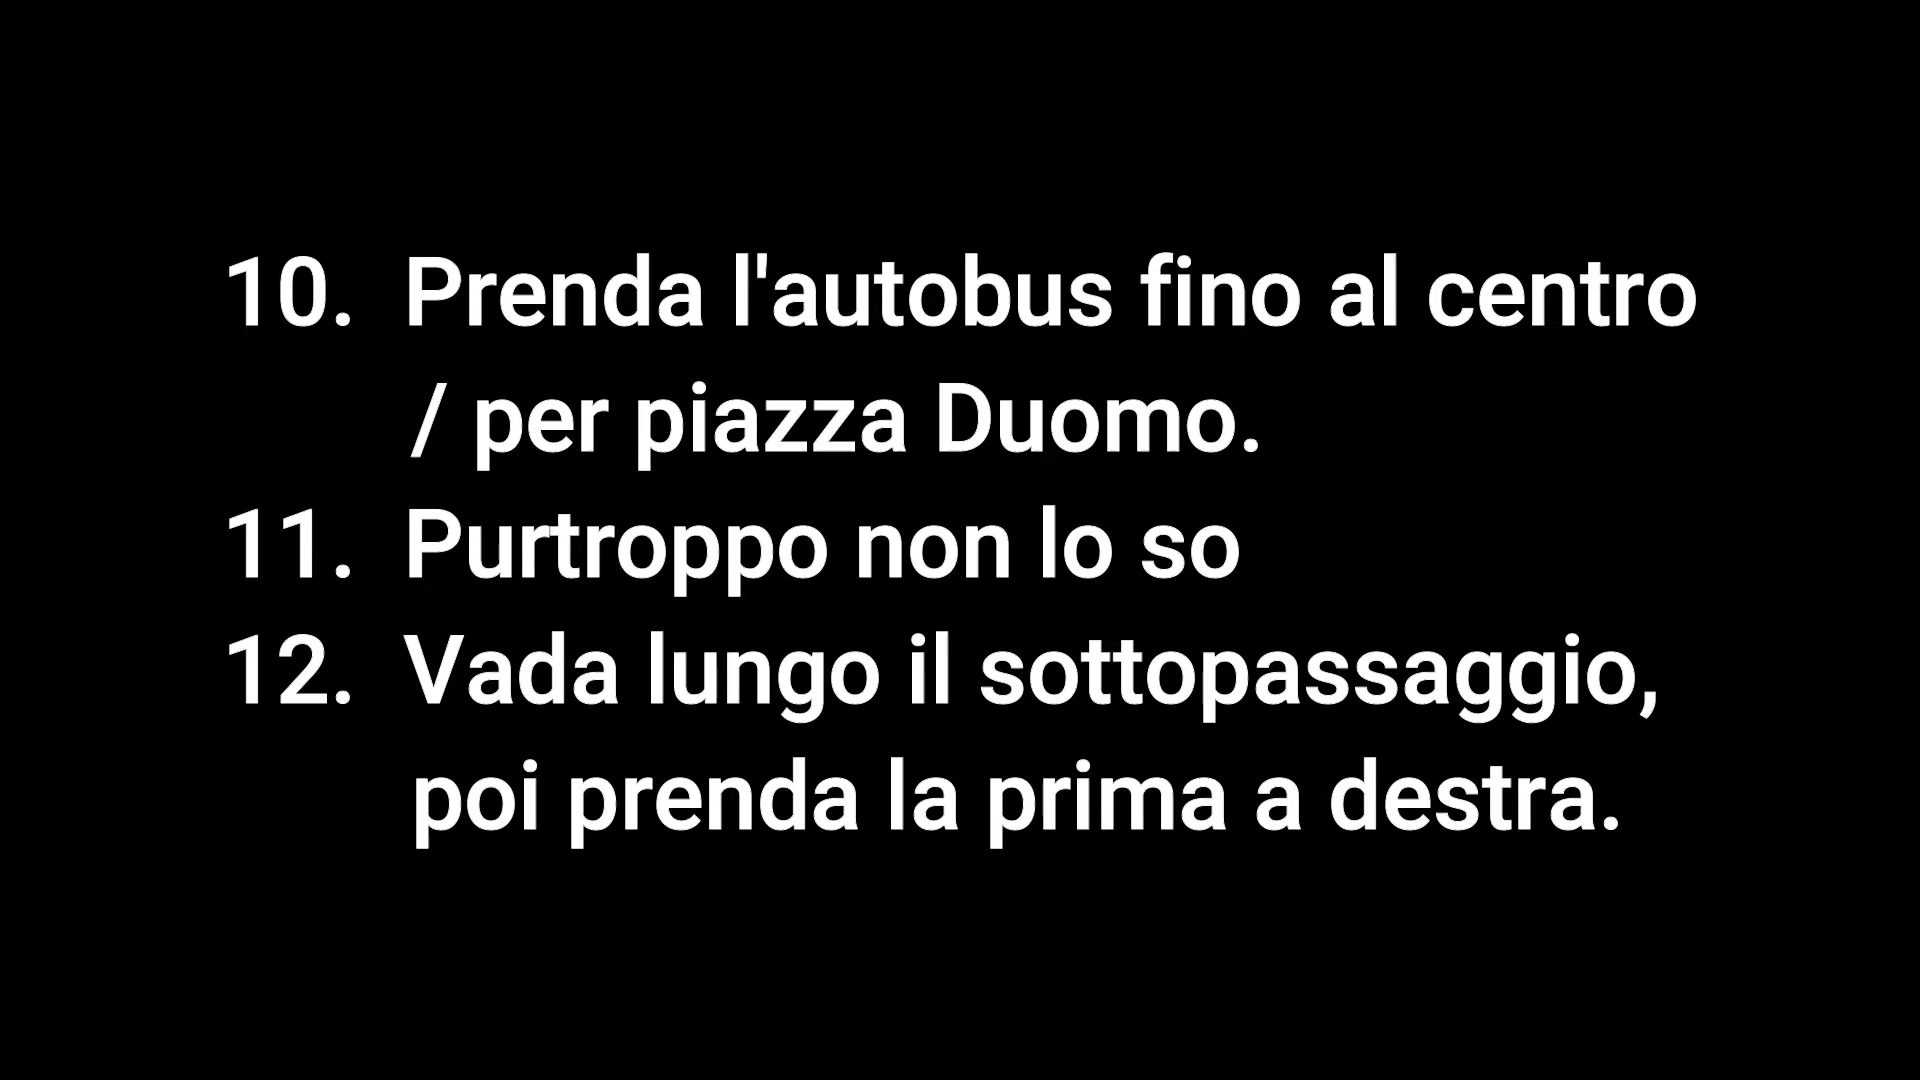 10. Prenda l'autobus fino al centro
/ per piazza Duomo.
11. Purtroppo non lo so
12. Vada lungo il sottopassaggio,
poi prenda la prima a destra.